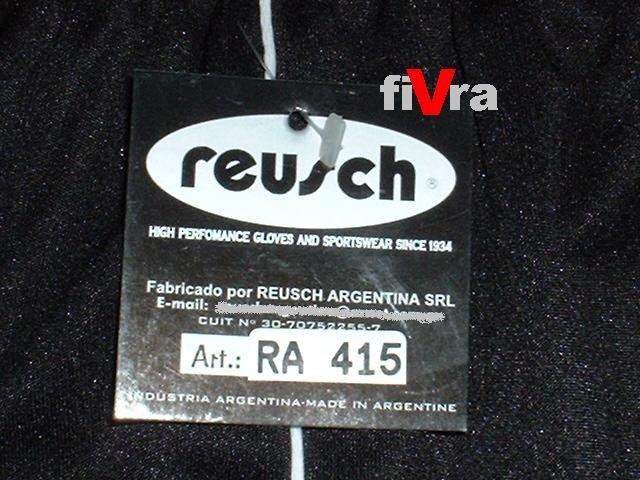 fiVra
reusch ®
HIGH PERFOMANCE GLOVES AND SPORTSWEAR SINCE 1934
Fabricado por REUSCH ARGENTINA SRL
E-mail:
CUIT Nº 30-70752255-7
Art.: RA 415
INDUSTRIA ARGENTINA-MADE IN ARGENTINE